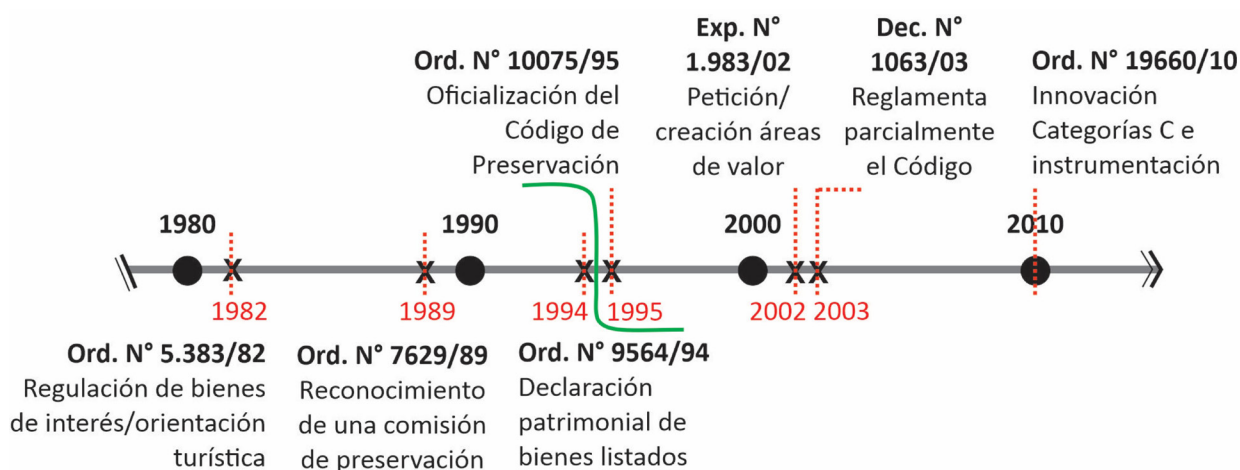 Ord. N° 10075/95
Oficialización del
Código de
Preservación
Exp. N°
1.983/02
Petición/
creación áreas
de valor
Dec. N°
1063/03
Reglamenta
parcialmente
el Código
Ord. N° 19660/10
Innovación
Categorías C e
instrumentación
1980
1990
2000
2010
1982
1989
1994
1995
2002
2003
Ord. N° 5.383/82
Regulación de bienes
de interés/orientación
turística
Ord. N° 7629/89
Reconocimiento
de una comisión
de preservación
Ord. N° 9564/94
Declaración
patrimonial de
bienes listados